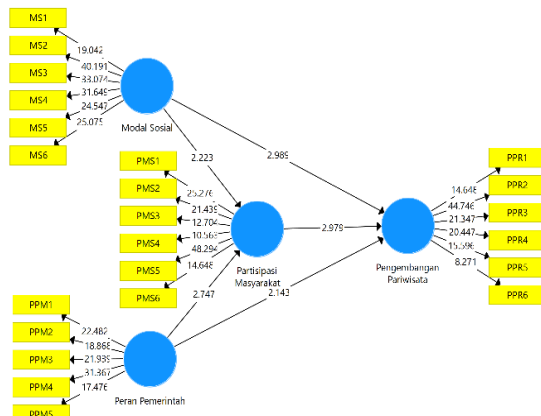 MS1
MS2
MS3
MS4
MS5
MS6
19.042
40.191
33.074
31.649
24.547
25.075
Modal Sosial
2.223
2.989
PMS1
PMS2
PMS3
PMS4
PMS5
PMS6
25.276
21.439
12.704
10.563
48.294
14.648
Partisipasi
Masyarakat
2.979
PPR1
PPR2
PPR3
PPR4
PPR5
PPR6
14.648
44.746
21.347
20.447
15.596
8.271
Pengembangan
Pariwisata
2.747
2.143
PPM1
PPM2
PPM3
PPM4
PPM5
22.482
18.868
21.939
31.367
17.476
Peran Pemerintah